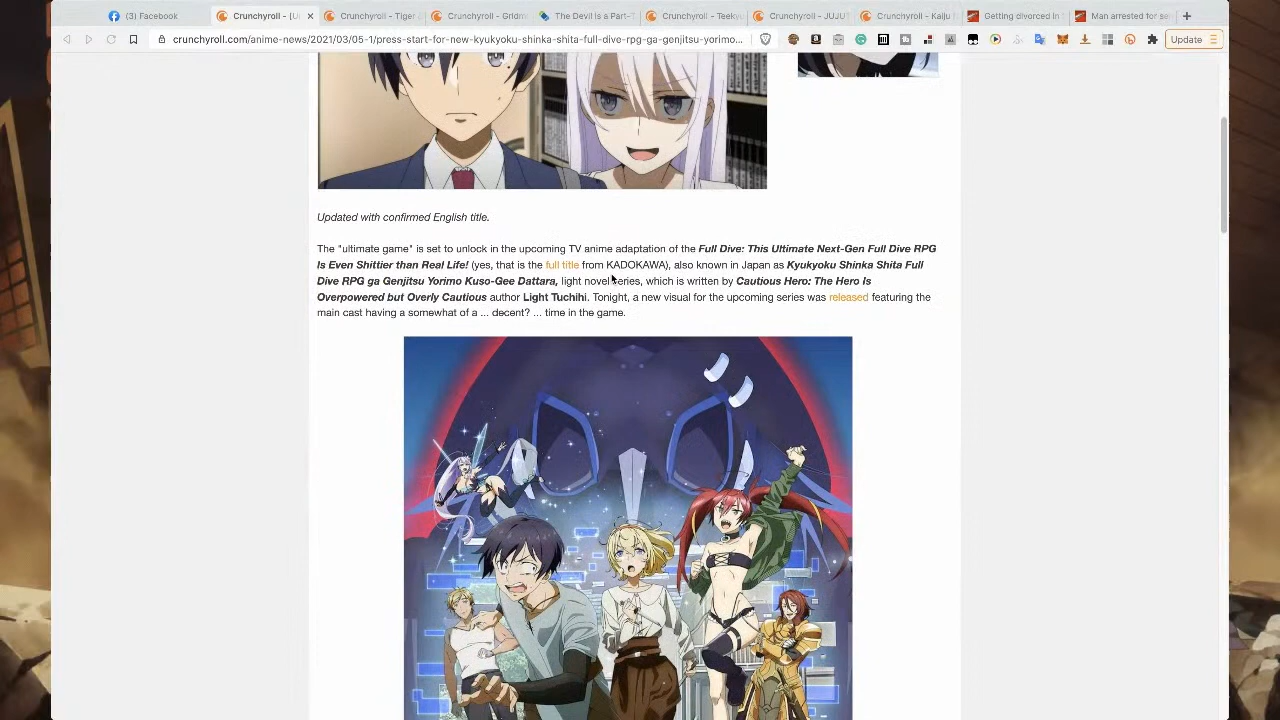 (3) Facebook
Crunchyroll - [U
Crunchyroll - Tiger
Crunchyroll - Gridm
The Devil Is a Part-T
Crunchyroll - Teekyu
Crunchyroll - JUJUT
Crunchyroll - Kaiju
Getting divorced in
Man arrested for se
crunchyroll.com/anime-news/2021/03/05-1/press-start-for-new-kyukyoku-shinka-shita-full-dive-rpg-ga-genjitsu-yorimo...
Update
Updated with confirmed English title.
The "ultimate game" is set to unlock in the upcoming TV anime adaptation of the Full Dive: This Ultimate Next-Gen Full Dive RPG
Is Even Shittier than Real Life! (yes, that is the full title from KADOKAWA), also known in Japan as Kyukyoku Shinka Shita Full
Dive RPG ga Genjitsu Yorimo Kuso-Gee Dattara, light novel series, which is written by Cautious Hero: The Hero Is
Overpowered but Overly Cautious author Light Tuchihi. Tonight, a new visual for the upcoming series was released featuring the
main cast having a somewhat of a ... decent? ... time in the game.